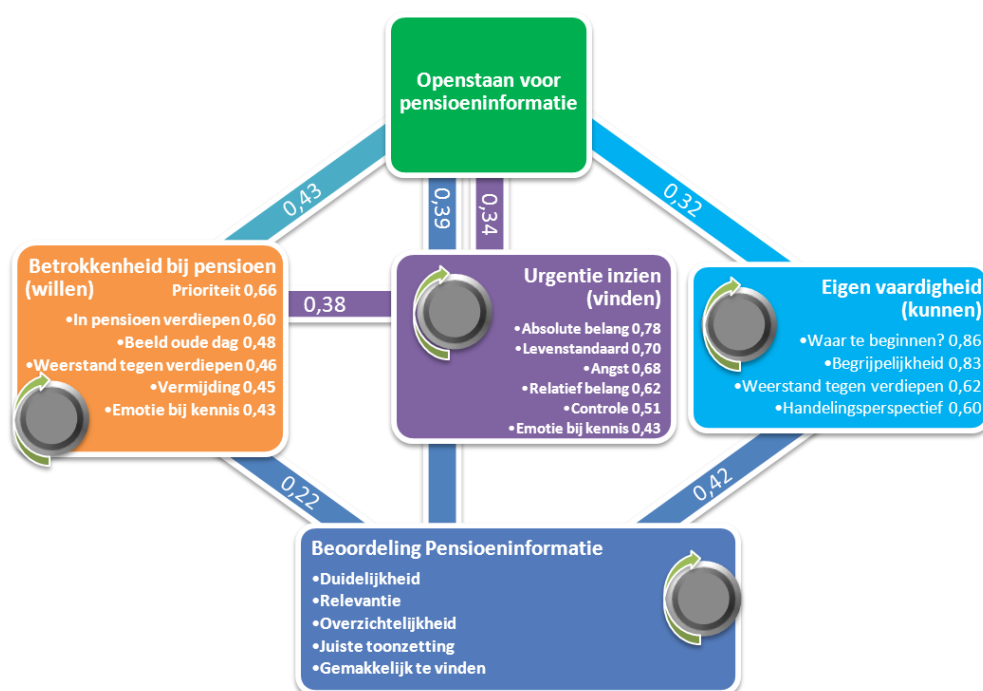 Openstaan voor
pensioeninformatie
0,43
0,39
0,34
0,32
Betrokkenheid bij pensioen
(willen) Prioriteit 0,66
•In pensioen verdiepen 0,60
•Beeld oude dag 0,48
•Weerstand tegen verdiepen 0,46
•Vermijding 0,45
•Emotie bij kennis 0,43
0,38
Urgentie inzien
(vinden)
•Absolute belang 0,78
•Levenstandaard 0,70
•Angst 0,68
•Relatief belang 0,62
•Controle 0,51
•Emotie bij kennis 0,43
Eigen vaardigheid
(kunnen)
•Waar te beginnen? 0,86
•Begrijpelijkheid 0,83
•Weerstand tegen verdiepen 0,62
•Handelingsperspectief 0,60
0,22
0,42
Beoordeling Pensioeninformatie
•Duidelijkheid
•Relevantie
•Overzichtelijkheid
•Juiste toonzetting
•Gemakkelijk te vinden